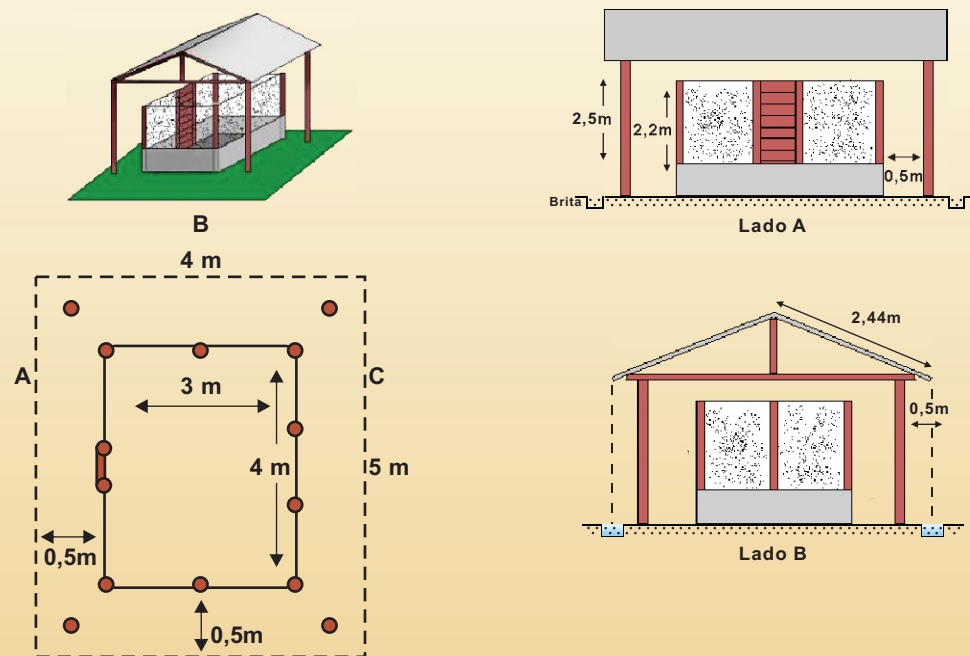 B
4 m
A
C
3 m
4 m
5 m
0,5m
0,5m
2,5m
2,2m
0,5m
Brita
Lado A
2,44m
0,5m
Lado B